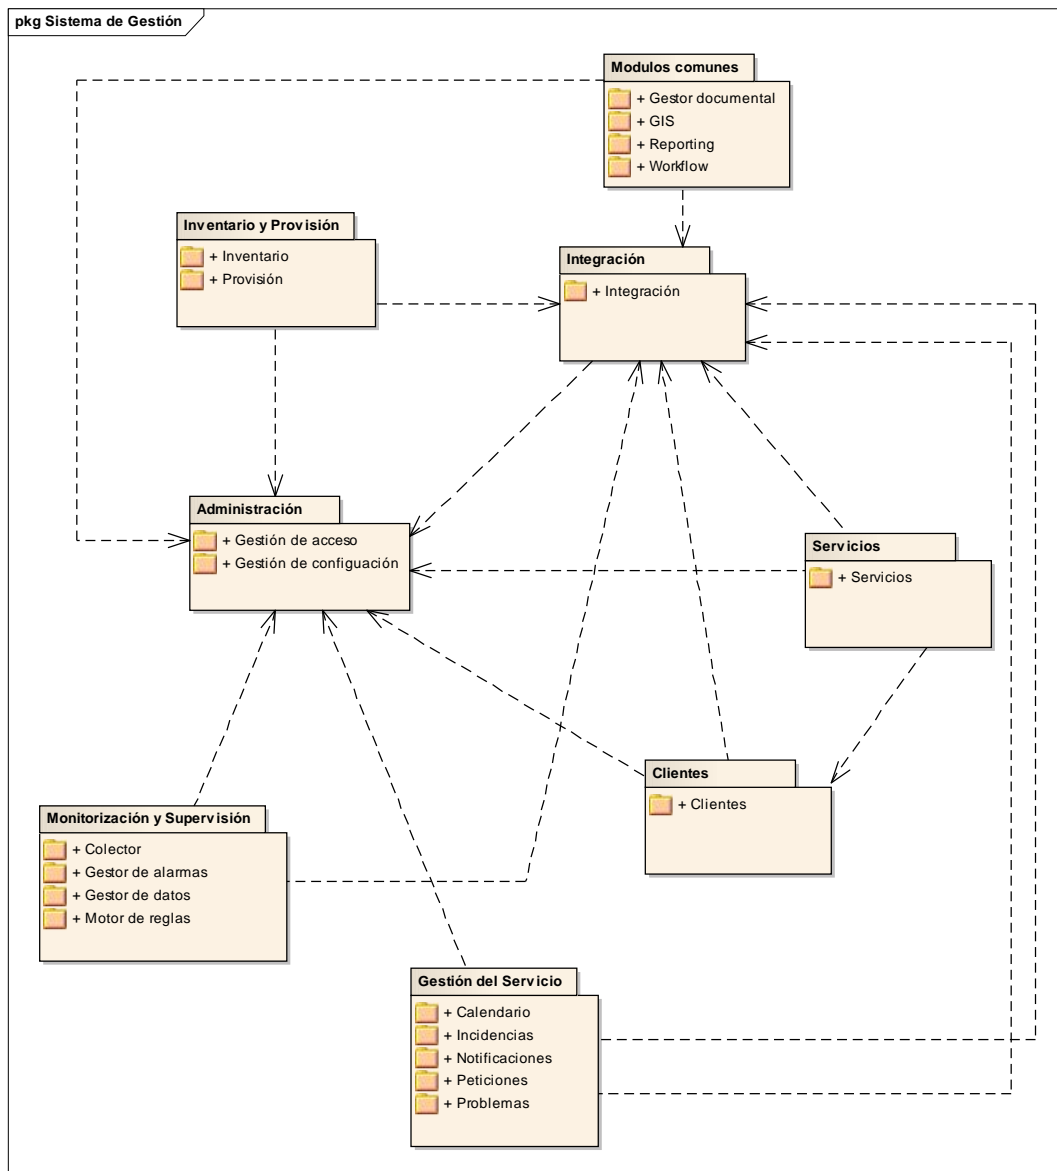 pkg Sistema de Gestión
Modulos comunes
+ Gestor documental
+ GIS
+ Reporting
+ Workflow
Inventario y Provisión
+ Inventario
+ Provisión
Integración
+ Integración
Administración
+ Gestión de acceso
+ Gestión de configuación
Servicios
+ Servicios
Clientes
+ Clientes
Monitorización y Supervisión
+ Colector
+ Gestor de alarmas
+ Gestor de datos
+ Motor de reglas
Gestión del Servicio
+ Calendario
+ Incidencias
+ Notificaciones
+ Peticiones
+ Problemas